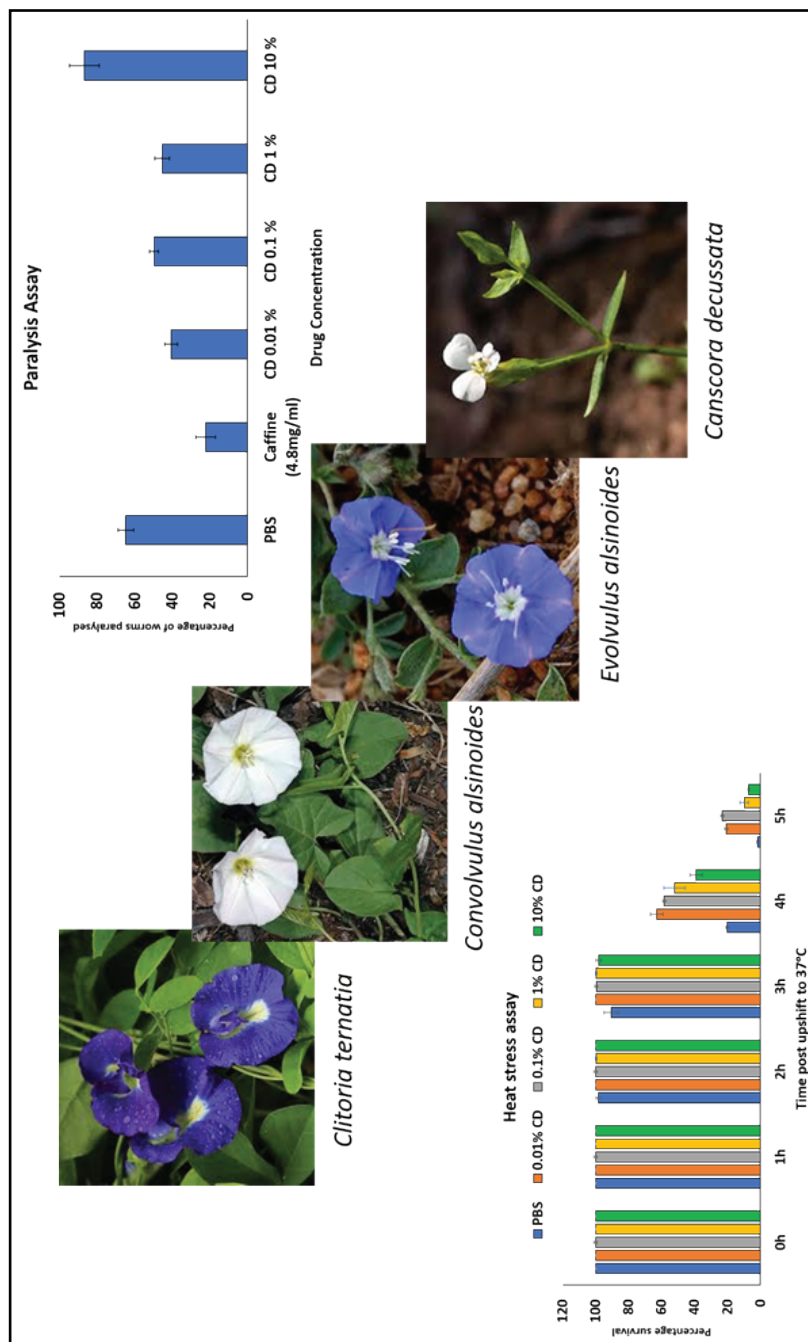 Clitoria ternatia
Convolvulus alsinoides
Evolvulus alsinoides
Canscora decussata
Paralysis Assay
Percentage of worms paralysed
100
80
60
40
20
0
PBS
Caffine
(4.8mg/ml)
CD 0.01 %
CD 0.1 %
CD 1 %
CD 10 %
Drug Concentration
Heat stress assay
PBS
0.01% CD
0.1% CD
1% CD
10% CD
Percentage survival
120
100
80
60
40
20
0
0h
1h
2h
3h
4h
5h
Time post upshift to 37°C